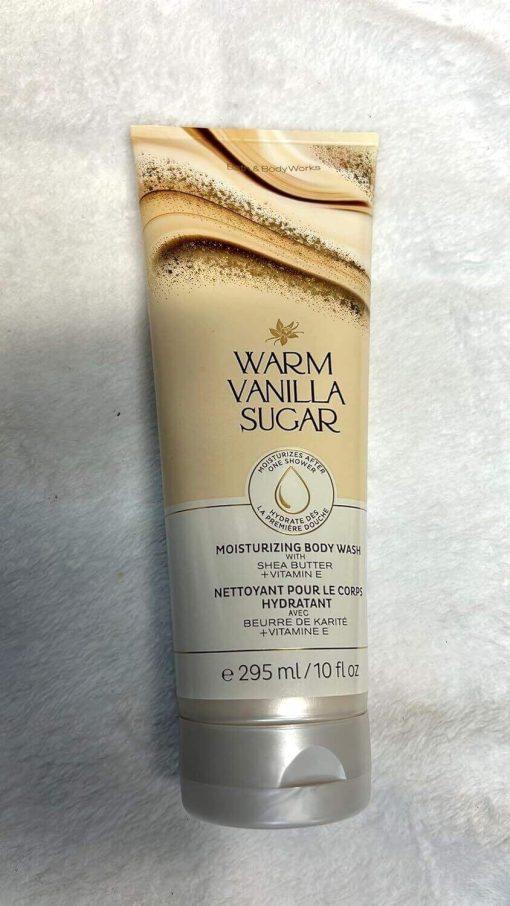 Bath & Body Works
WARM
VANILLA
SUGAR
MOISTURIZES AFTER
ONE SHOWER
HYDRATE DÈS
LA PREMIÈRE DOUCHE
MOISTURIZING BODY WASH
WITH
SHEA BUTTER
+ VITAMIN E
NETTOYANT POUR LE CORPS
HYDRATANT
AVEC
BEURRE DE KARITÉ
+ VITAMINE E
e 295 ml / 10 fl oz